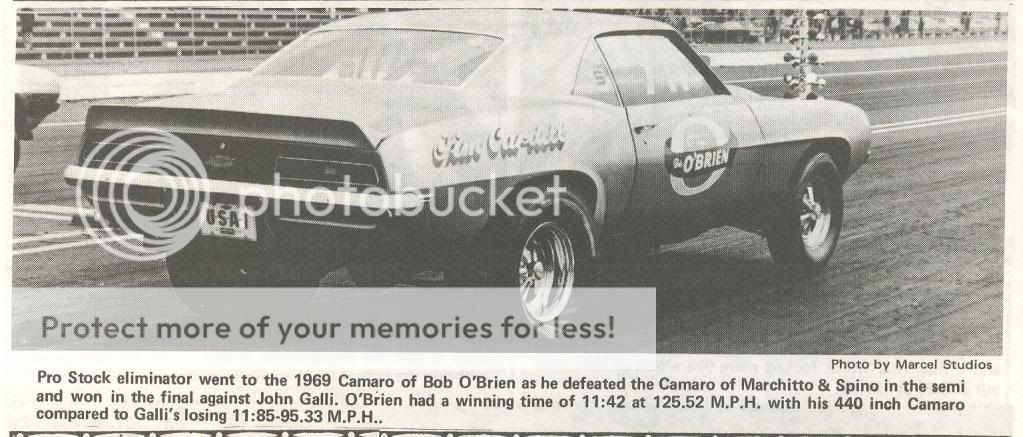 Jim Carllil
O'BRIEN
USA-1
photobucket
Protect more of your memories for less!
Photo by Marcel Studios
Pro Stock eliminator went to the 1969 Camaro of Bob O'Brien as he defeated the Camaro of Marchitto & Spino in the semi
and won in the final against John Galli. O'Brien had a winning time of 11:42 at 125.52 M.P.H. with his 440 inch Camaro
compared to Galli's losing 11:85-95.33 M.P.H..